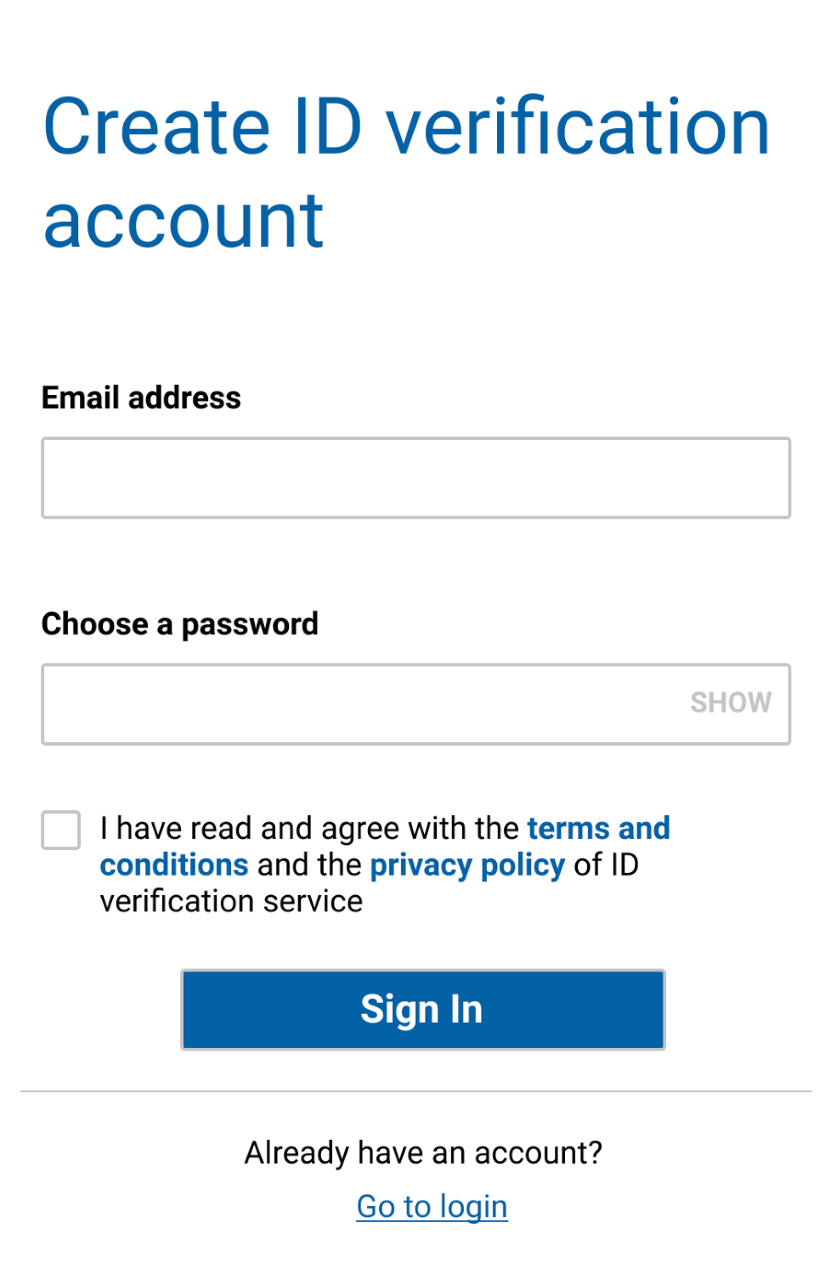 Create ID verification
account
Email address
Choose a password
SHOW
I have read and agree with the terms and
conditions and the privacy policy of ID
verification service
Sign In
Already have an account?
Go to login